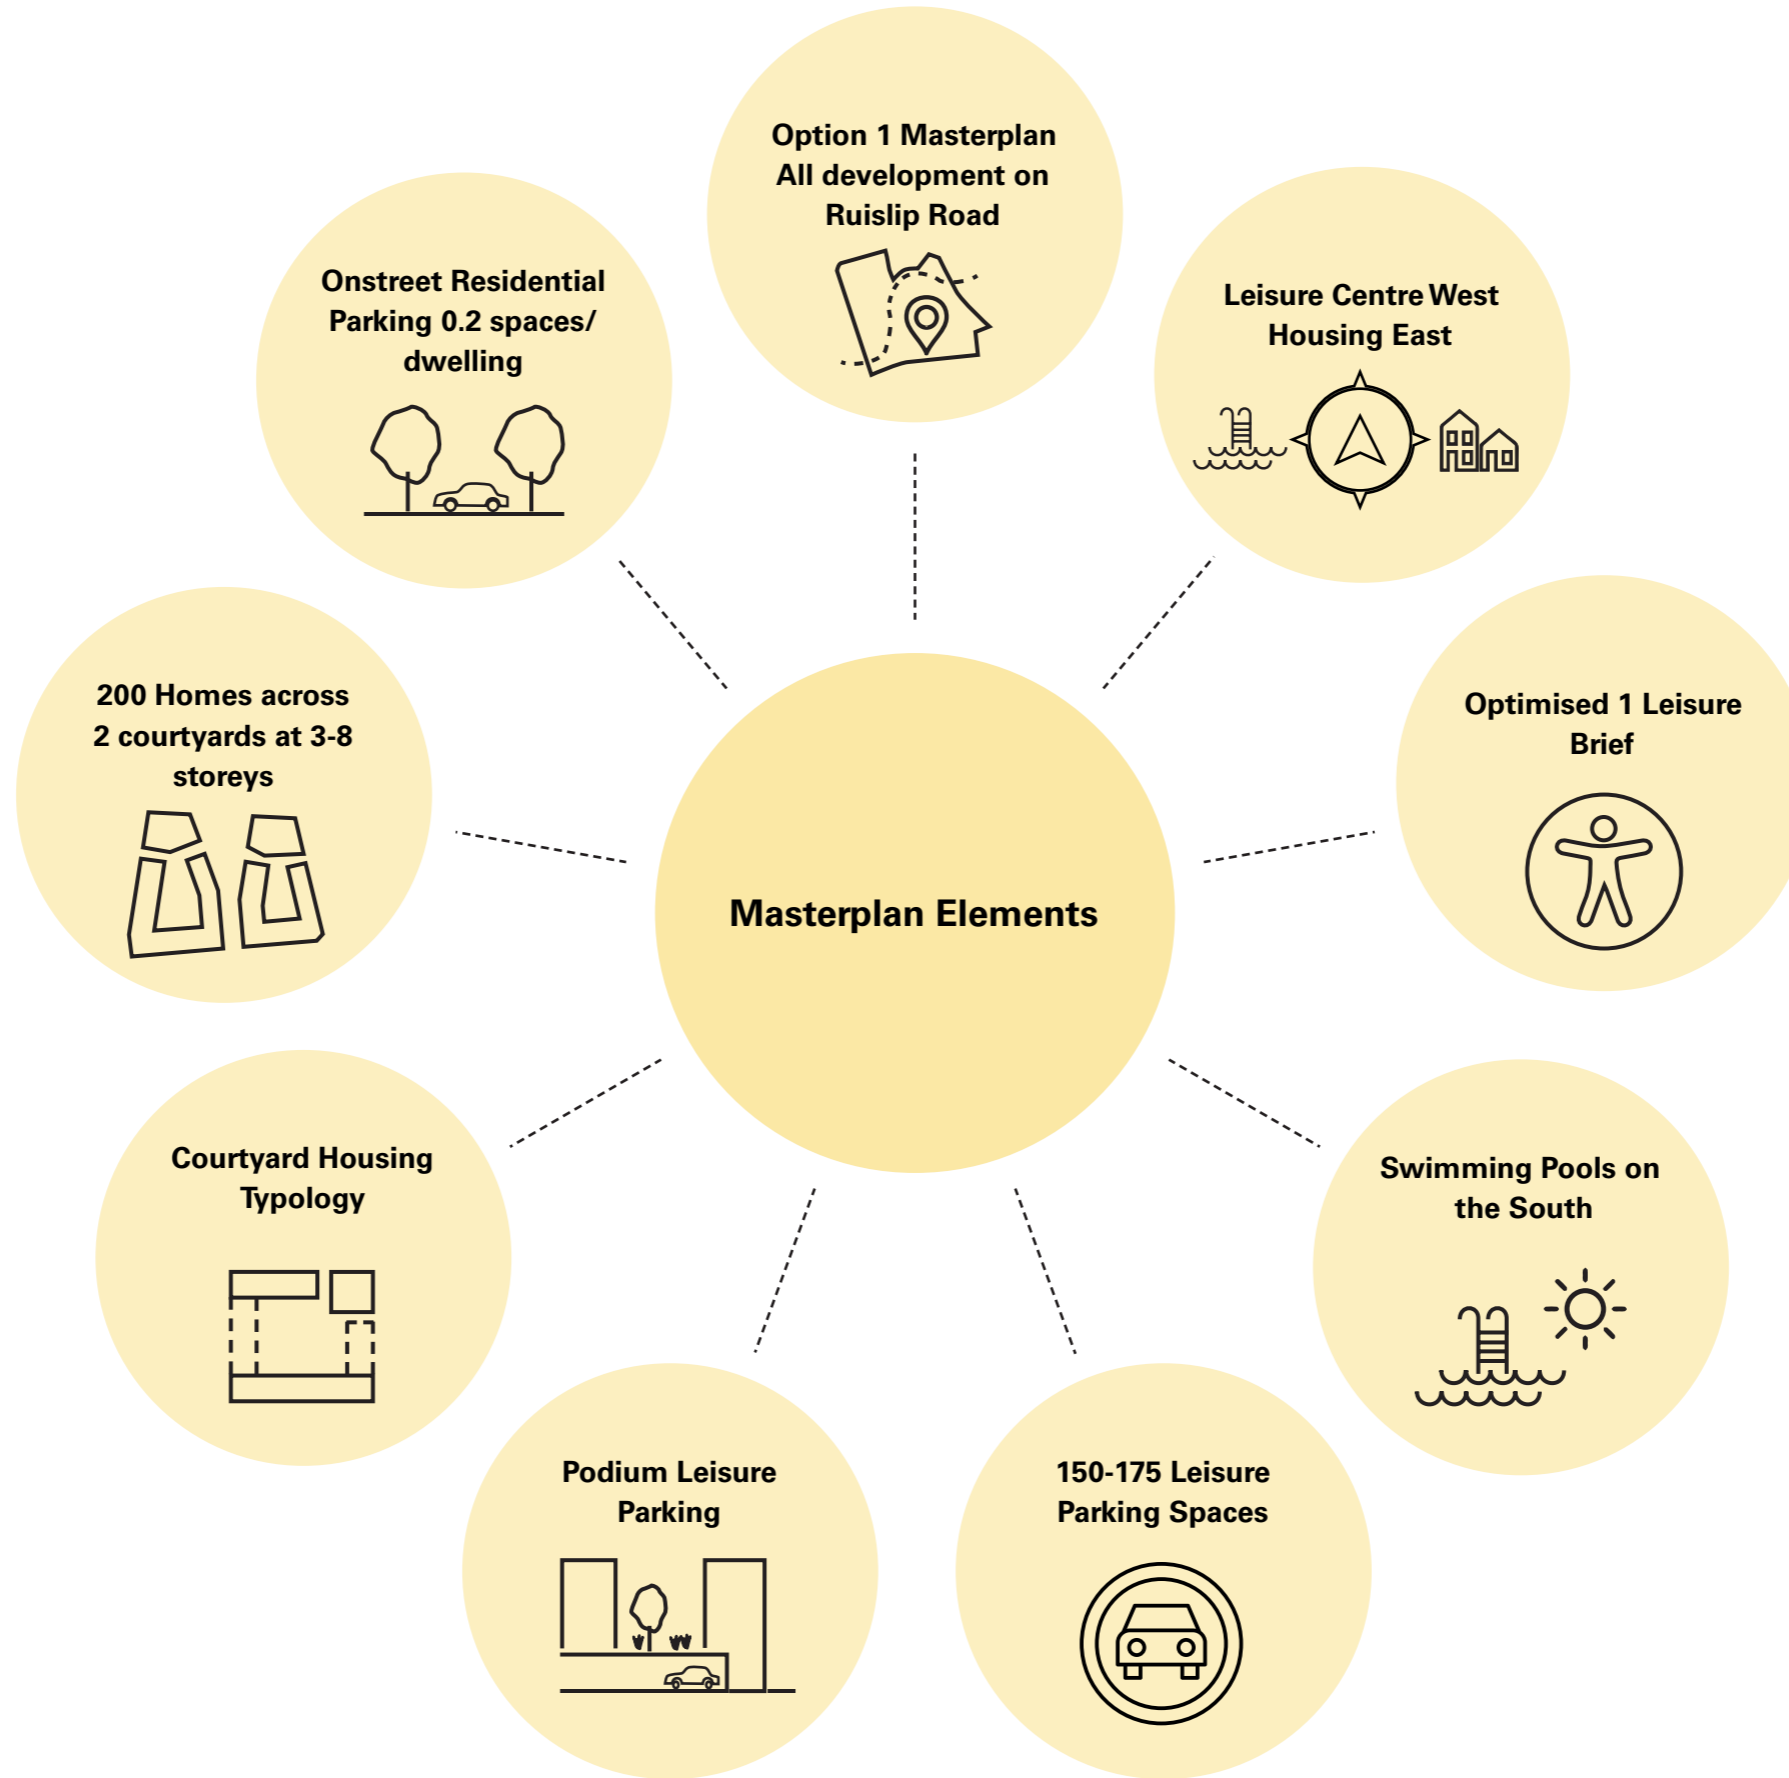 Option 1 Masterplan
All development on
Ruislip Road
Leisure Centre West
Housing East
Optimised 1 Leisure
Brief
Swimming Pools on
the South
150-175 Leisure
Parking Spaces
Podium Leisure
Parking
Courtyard Housing
Typology
200 Homes across
2 courtyards at 3-8
storeys
Onstreet Residential
Parking 0.2 spaces/
dwelling
Masterplan Elements